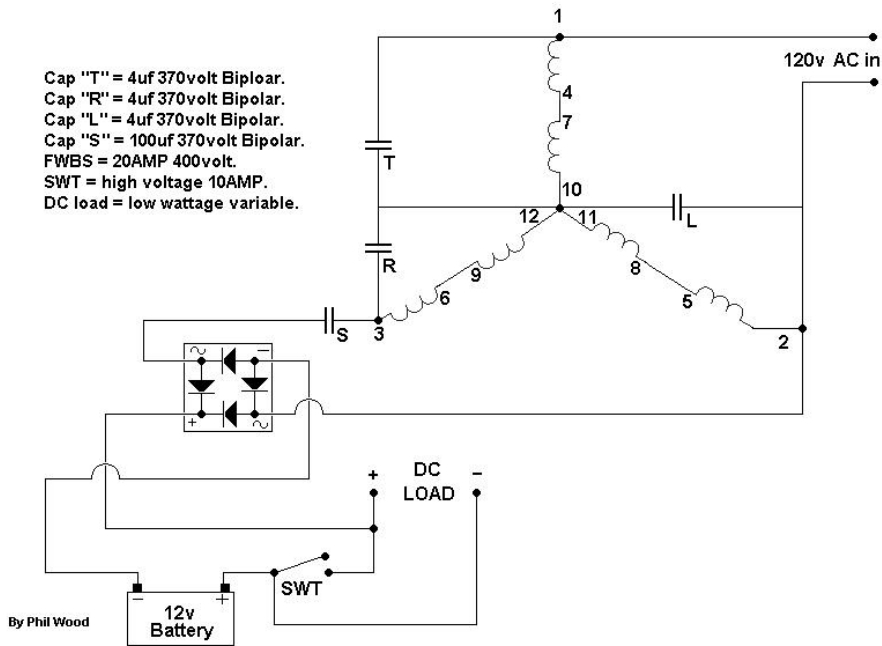 1
120v AC in
Cap "T" = 4uf 370volt Biploar.
Cap "R" = 4uf 370volt Bipolar.
Cap "L" = 4uf 370volt Bipolar.
Cap "S" = 100uf 370volt Bipolar.
FWBS = 20AMP 400volt.
SWT = high voltage 10AMP.
DC load = low wattage variable.
4
7
T
10
12
11
L
R
9
8
6
5
3
S
2
~
−
+
~
+
DC
LOAD
−
SWT
−
+
12v
Battery
By Phil Wood